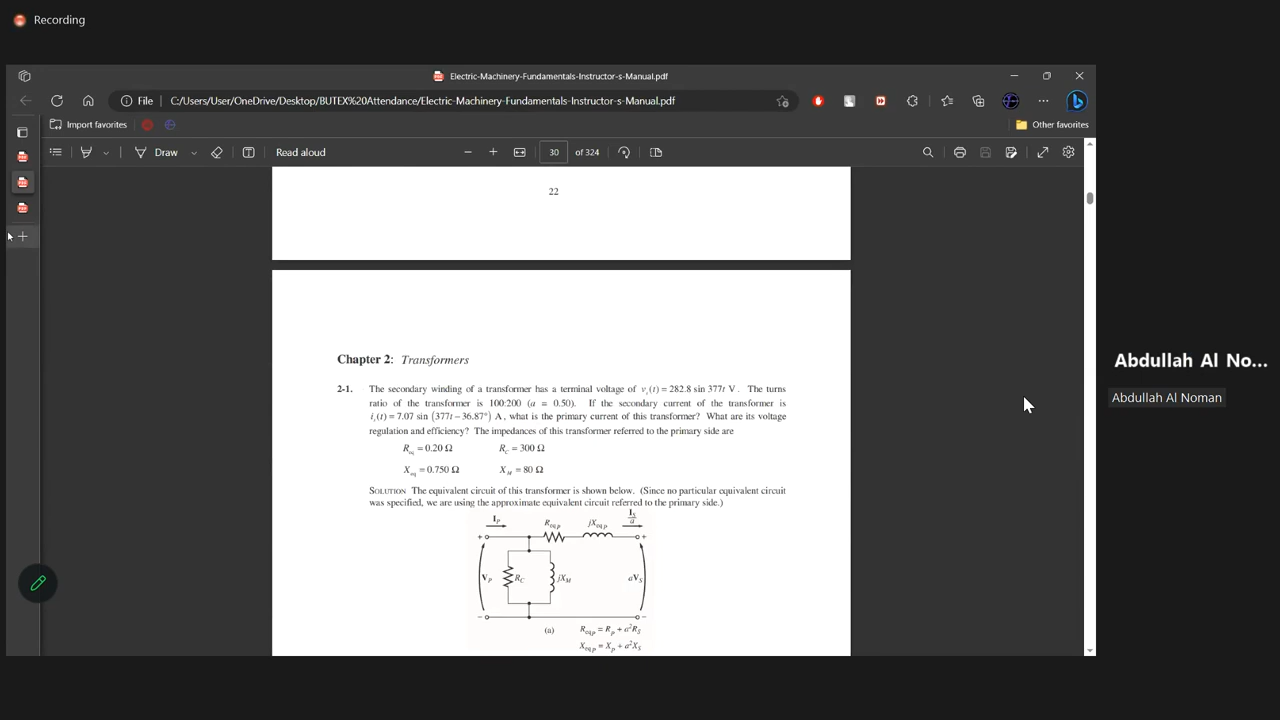 Recording
Electric-Machinery-Fundamentals-Instructor-s-Manual.pdf
File C:/Users/User/OneDrive/Desktop/BUTEX%20Attendance/Electric-Machinery-Fundamentals-Instructor-s-Manual.pdf
Import favorites
Other favorites
Draw
Read aloud
30 of 324
22
Chapter 2: Transformers
2-1. The secondary winding of a transformer has a terminal voltage of vₛ(t) = 282.8 sin 377t V. The turns
ratio of the transformer is 100:200 (a = 0.50). If the secondary current of the transformer is
iₛ(t) = 7.07 sin (377t − 36.87°) A, what is the primary current of this transformer? What are its voltage
regulation and efficiency? The impedances of this transformer referred to the primary side are
R_eq = 0.20 Ω R_C = 300 Ω
X_eq = 0.750 Ω X_M = 80 Ω
SOLUTION The equivalent circuit of this transformer is shown below. (Since no particular equivalent circuit
was specified, we are using the approximate equivalent circuit referred to the primary side.)
I_P R_eqP jX_eqP I_S/a
+ +
V_P R_C jX_M aV_S
− −
(a) R_eqP = R_P + a²R_S
X_eqP = X_P + a²X_S
Abdullah Al No...
Abdullah Al Noman